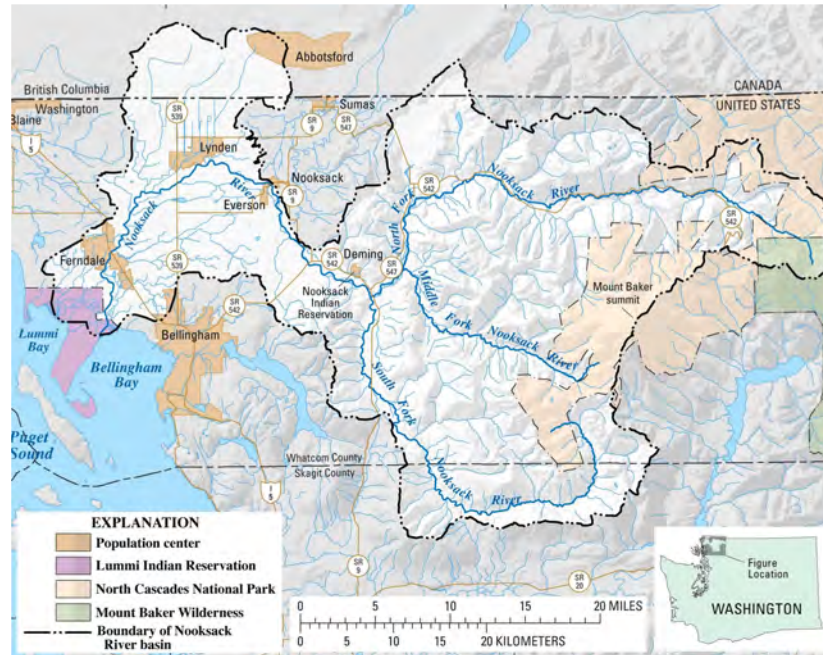 Abbotsford
British Columbia
Washington
CANADA
UNITED STATES
Blaine
I
5
SR
539
SR
9
SR
547
Sumas
Lynden
Nooksack
River
Nooksack
Everson
SR
9
SR
542
North Fork
Nooksack
River
SR
542
Ferndale
SR
539
SR
542
Deming
SR
547
Nooksack
Indian
Reservation
Middle
Fork
Nooksack
River
Mount Baker
summit
Lummi
Bay
Bellingham
SR
542
Bellingham
Bay
South
Fork
Nooksack
River
Puget
Sound
Whatcom County
Skagit County
I
5
SR
9
SR
20
EXPLANATION
Population center
Lummi Indian Reservation
North Cascades National Park
Mount Baker Wilderness
Boundary of Nooksack
River basin
0 5 10 15 20 MILES
0 5 10 15 20 KILOMETERS
Figure
Location
WASHINGTON